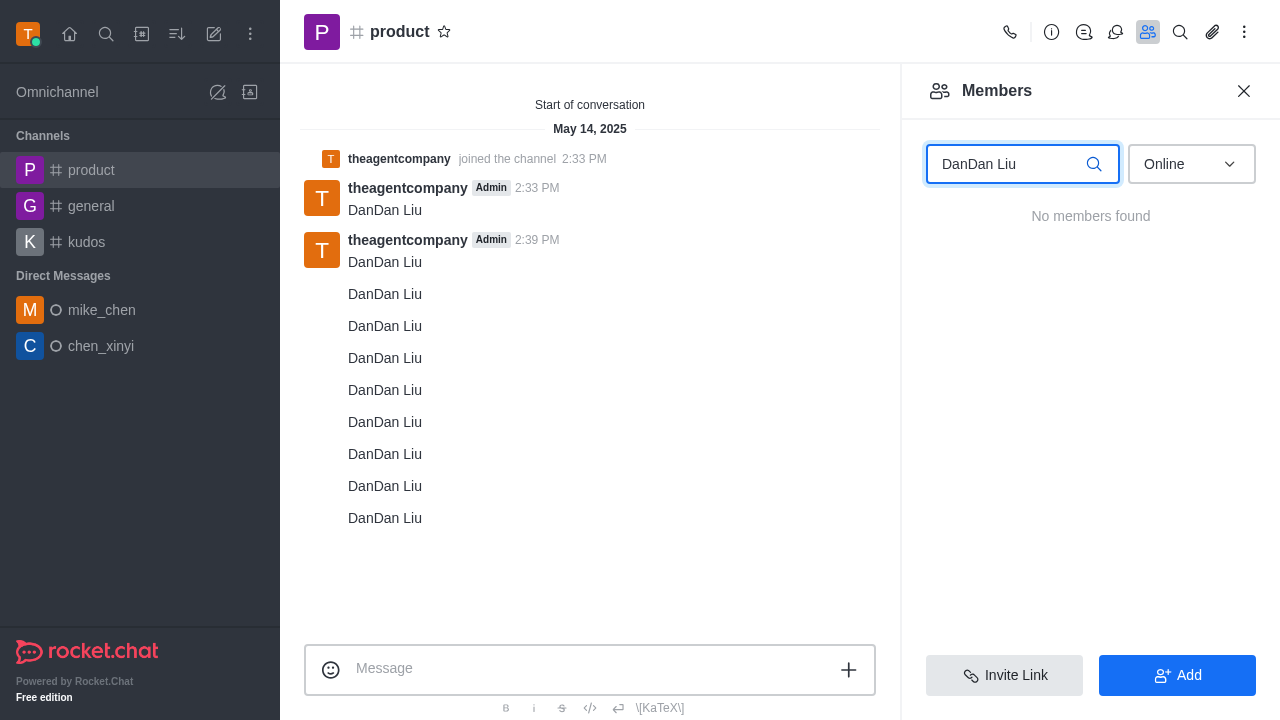 T
Omnichannel
Channels
P product
G general
K kudos
Direct Messages
M mike_chen
C chen_xinyi
rocket.chat
Powered by Rocket.Chat
Free edition
P product
Start of conversation
May 14, 2025
T theagentcompany joined the channel 2:33 PM
T theagentcompany Admin 2:33 PM
DanDan Liu
T theagentcompany Admin 2:39 PM
DanDan Liu
DanDan Liu
DanDan Liu
DanDan Liu
DanDan Liu
DanDan Liu
DanDan Liu
DanDan Liu
DanDan Liu
Message
B i S </> \[KaTeX\]
Members
DanDan Liu Online
No members found
Invite Link Add